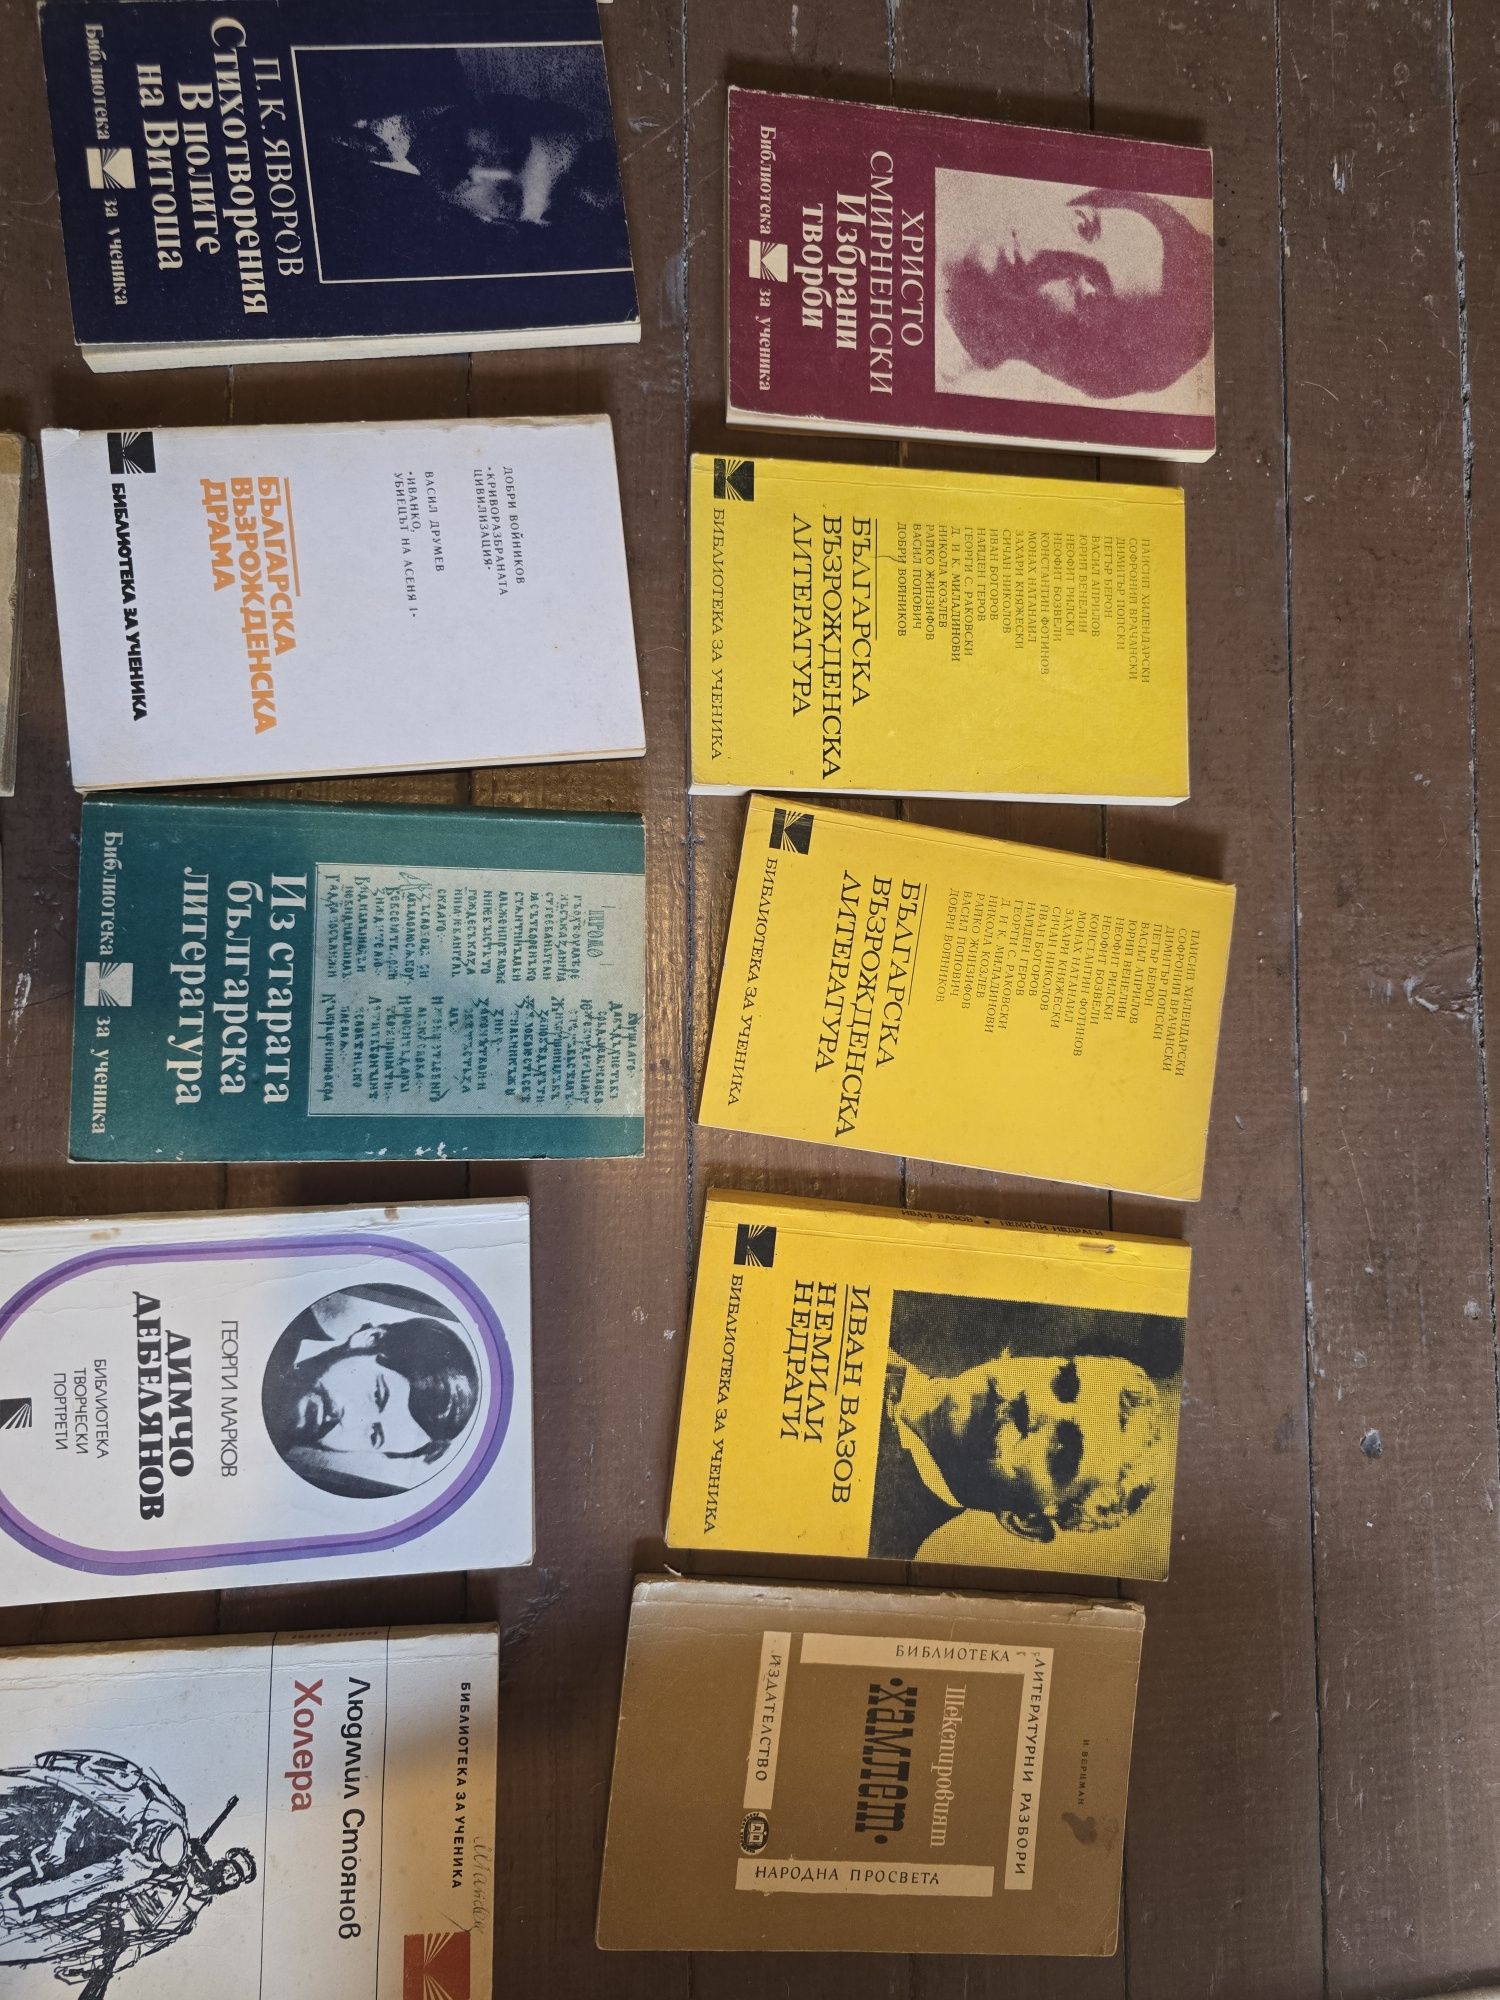 П. К. ЯВОРОВ
Стихотворения
В полите
на Витоша
Библиотека за ученика
ДОБРИ ВОЙНИКОВ
«КРИВОРАЗБРАНАТА
ЦИВИЛИЗАЦИЯ»
ВАСИЛ ДРУМЕВ
«ИВАНКО,
УБИЕЦЪТ НА АСЕНЯ I»
БЪЛГАРСКА
ВЪЗРОЖДЕНСКА
ДРАМА
БИБЛИОТЕКА ЗА УЧЕНИКА
Из старата
българска
литература
Библиотека за ученика
ГЕОРГИ МАРКОВ
ДИМЧО
ДЕБЕЛЯНОВ
БИБЛИОТЕКА
ТВОРЧЕСКИ
ПОРТРЕТИ
БИБЛИОТЕКА ЗА УЧЕНИКА
Людмил Стоянов
Холера
ХРИСТО
СМИРНЕНСКИ
Избрани
творби
Библиотека за ученика
ПАИСИЙ ХИЛЕНДАРСКИ
СОФРОНИЙ ВРАЧАНСКИ
ДИМИТЪР ПОПСКИ
ПЕТЪР БЕРОН
ВАСИЛ АПРИЛОВ
ЮРИЙ ВЕНЕЛИН
НЕОФИТ РИЛСКИ
НЕОФИТ БОЗВЕЛИ
КОНСТАНТИН ФОТИНОВ
МОНАХ НАТАНАИЛ
ЗАХАРИ КНЯЖЕСКИ
СИЧАН НИКОЛОВ
ИВАН БОГОРОВ
НАЙДЕН ГЕРОВ
ГЕОРГИ С. РАКОВСКИ
Д. И К. МИЛАДИНОВИ
НИКОЛА КОЗЛЕВ
РАЙКО ЖИНЗИФОВ
ВАСИЛ ПОПОВИЧ
ДОБРИ ВОЙНИКОВ
БЪЛГАРСКА
ВЪЗРОЖДЕНСКА
ЛИТЕРАТУРА
БИБЛИОТЕКА ЗА УЧЕНИКА
ПАИСИЙ ХИЛЕНДАРСКИ
СОФРОНИЙ ВРАЧАНСКИ
ДИМИТЪР ПОПСКИ
ПЕТЪР БЕРОН
ВАСИЛ АПРИЛОВ
ЮРИЙ ВЕНЕЛИН
НЕОФИТ РИЛСКИ
НЕОФИТ БОЗВЕЛИ
КОНСТАНТИН ФОТИНОВ
МОНАХ НАТАНАИЛ
ЗАХАРИ КНЯЖЕСКИ
СИЧАН НИКОЛОВ
ИВАН БОГОРОВ
НАЙДЕН ГЕРОВ
ГЕОРГИ С. РАКОВСКИ
Д. И К. МИЛАДИНОВИ
НИКОЛА КОЗЛЕВ
РАЙКО ЖИНЗИФОВ
ВАСИЛ ПОПОВИЧ
ДОБРИ ВОЙНИКОВ
БЪЛГАРСКА
ВЪЗРОЖДЕНСКА
ЛИТЕРАТУРА
БИБЛИОТЕКА ЗА УЧЕНИКА
ИВАН ВАЗОВ • НЕМИЛИ НЕДРАГИ
ИВАН ВАЗОВ
НЕМИЛИ
НЕДРАГИ
БИБЛИОТЕКА ЗА УЧЕНИКА
И. ВЕРЦМАН
ЛИТЕРАТУРНИ РАЗБОРИ
БИБЛИОТЕКА
Шекспировият
•Хамлет•
ИЗДАТЕЛСТВО
НАРОДНА ПРОСВЕТА